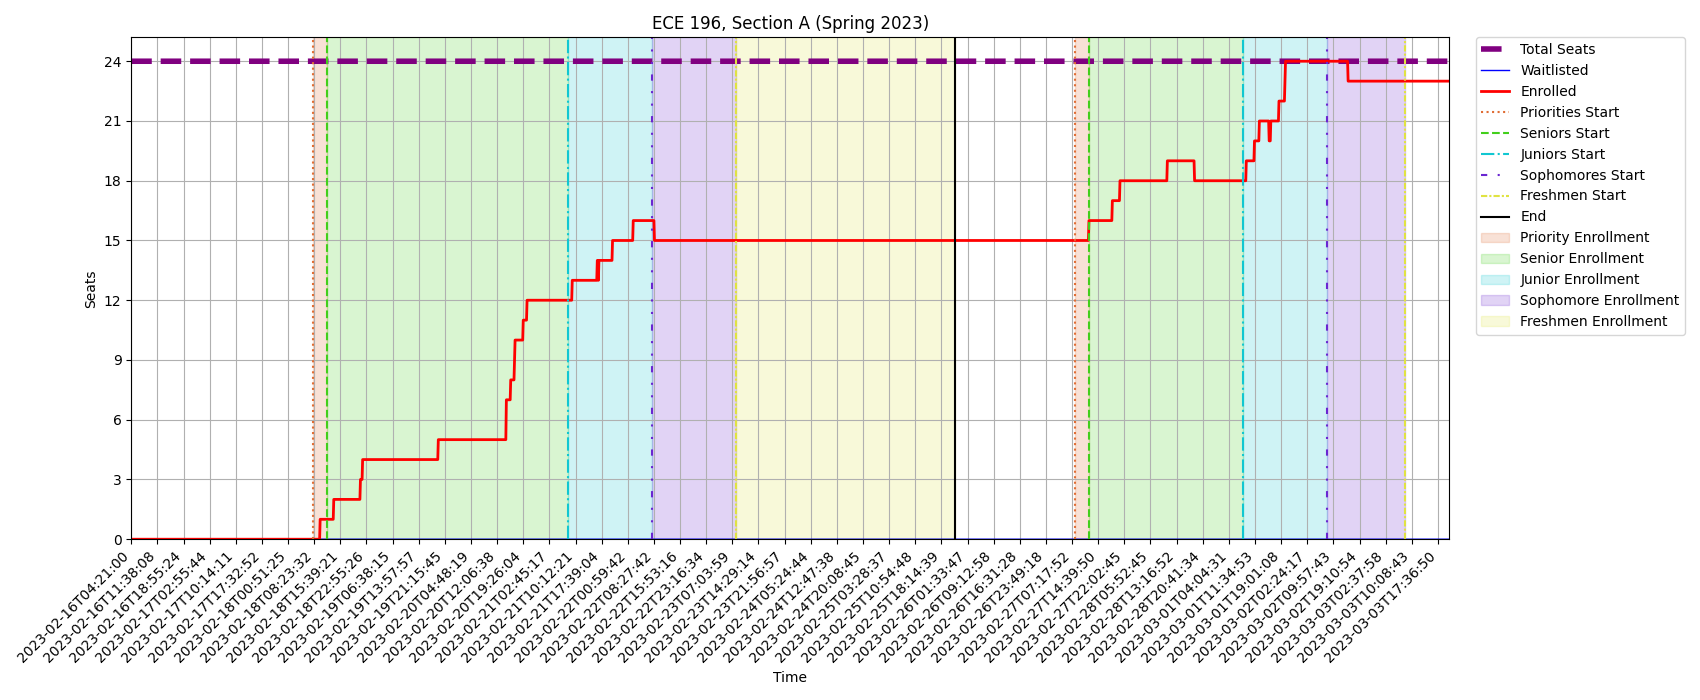 ECE 196, Section A (Spring 2023)
Seats
24
21
18
15
12
9
6
3
0
2023-02-16T04:21:00
2023-02-16T11:38:08
2023-02-16T18:55:24
2023-02-17T02:55:44
2023-02-17T10:14:11
2023-02-17T17:32:52
2023-02-18T00:51:25
2023-02-18T08:23:32
2023-02-18T15:39:21
2023-02-18T22:55:26
2023-02-19T06:38:15
2023-02-19T13:57:57
2023-02-19T21:15:45
2023-02-20T04:48:19
2023-02-20T12:06:38
2023-02-20T19:26:04
2023-02-21T02:45:17
2023-02-21T10:12:21
2023-02-21T17:39:04
2023-02-22T00:59:42
2023-02-22T08:27:42
2023-02-22T15:53:16
2023-02-22T23:16:34
2023-02-23T07:03:59
2023-02-23T14:29:14
2023-02-23T21:56:57
2023-02-24T05:24:44
2023-02-24T12:47:38
2023-02-24T20:08:45
2023-02-25T03:28:37
2023-02-25T10:54:48
2023-02-25T18:14:39
2023-02-26T01:33:47
2023-02-26T09:12:58
2023-02-26T16:31:28
2023-02-26T23:49:18
2023-02-27T07:17:52
2023-02-27T14:39:50
2023-02-27T22:02:45
2023-02-28T05:52:45
2023-02-28T13:16:52
2023-02-28T20:41:34
2023-03-01T04:04:31
2023-03-01T11:34:53
2023-03-01T19:01:08
2023-03-02T02:24:17
2023-03-02T09:57:43
2023-03-02T19:10:54
2023-03-03T02:37:58
2023-03-03T10:08:43
2023-03-03T17:36:50
Time
Total Seats
Waitlisted
Enrolled
Priorities Start
Seniors Start
Juniors Start
Sophomores Start
Freshmen Start
End
Priority Enrollment
Senior Enrollment
Junior Enrollment
Sophomore Enrollment
Freshmen Enrollment